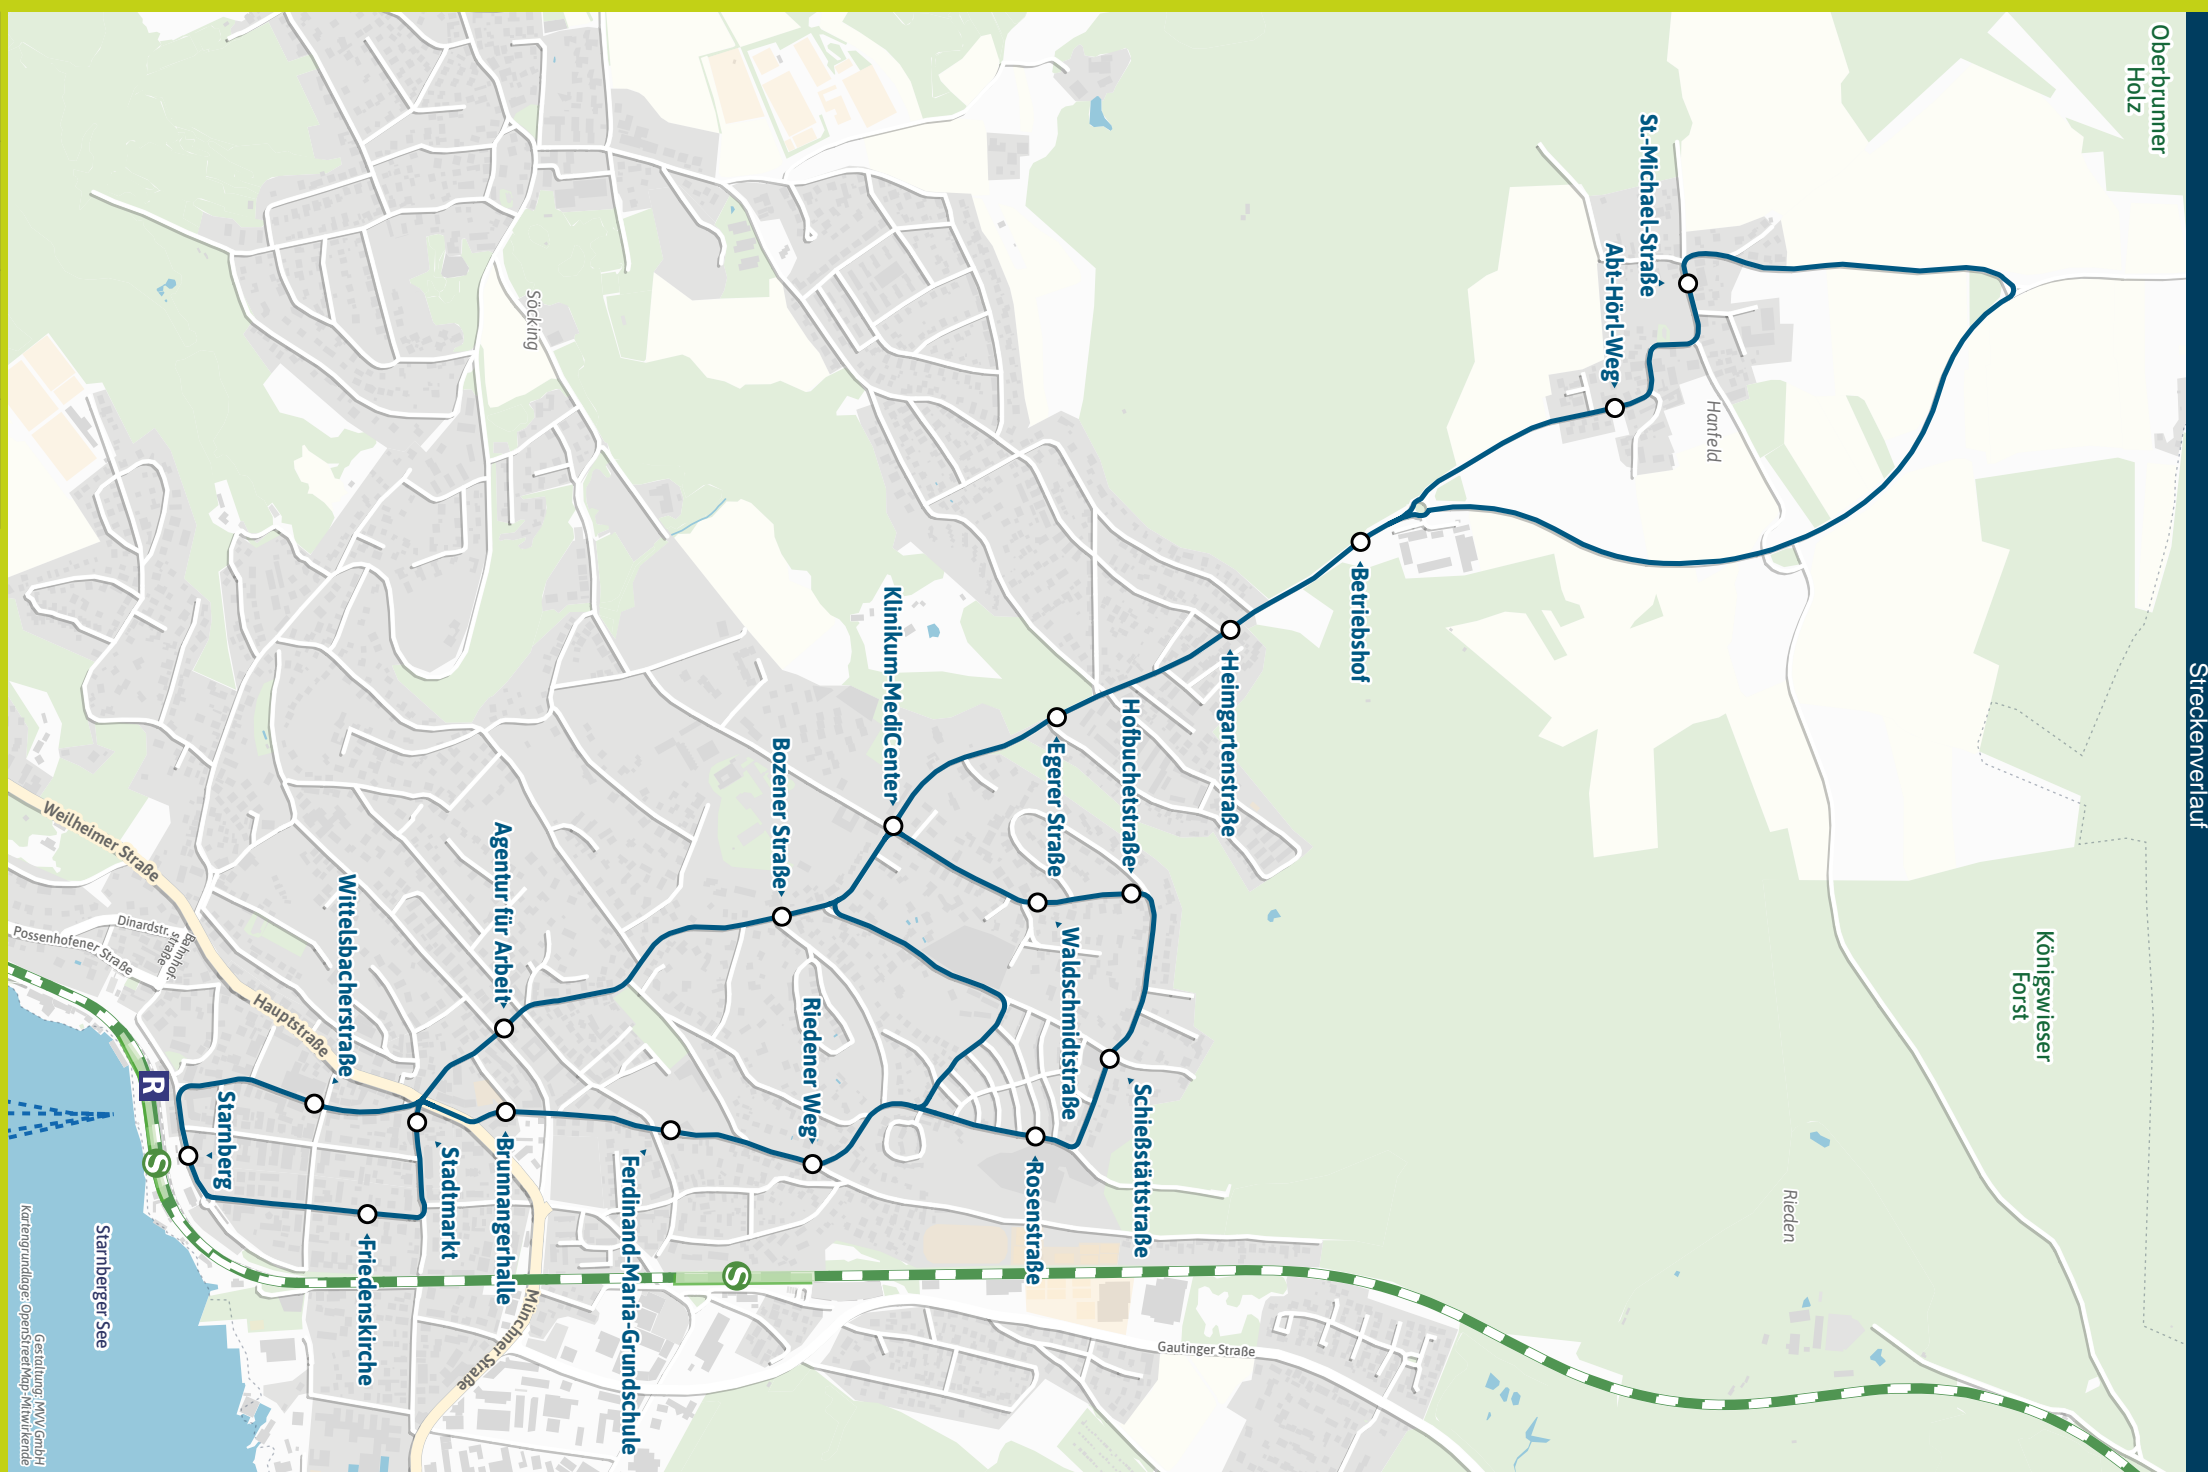 Streckenverlauf
Oberbrunner
Holz
St.-Michael-Straße
Abt-Hörl-Weg
Hanfeld
Söcking
Betriebshof
Heimgartenstraße
Klinikum-MediCenter
Hofbuchetstraße
Egerer Straße
Bozener Straße
Königswieser
Forst
Waldschmidtstraße
Agentur für Arbeit
Wittelsbacherstraße
Weilheimer Straße
Dinardstr.
Bahnhof-
straße
Possenhofener Straße
Hauptstraße
Riedener Weg
Schießstättstraße
Rosenstraße
Rieden
R
S
Starnberg
Stadtmarkt
Brunnangerhalle
Ferdinand-Maria-Grundschule
Friedenskirche
S
Münchner Straße
Gautinger Straße
Starnberger See
Gestaltung: MVV GmbH
Kartengrundlage: OpenStreetMap-Mitwirkende